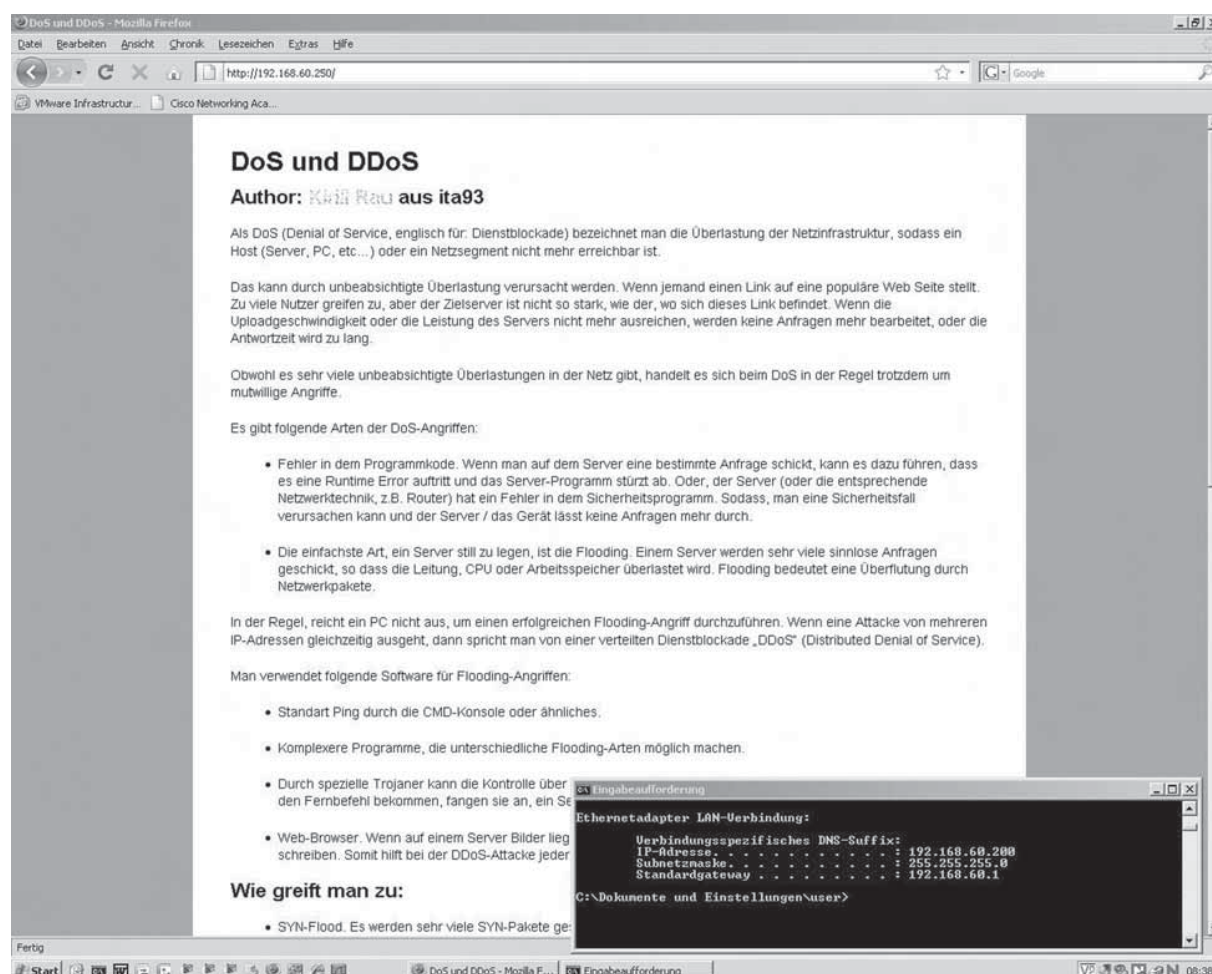 DoS und DDoS - Mozilla Firefox
Datei Bearbeiten Ansicht Chronik Lesezeichen Extras Hilfe
http://192.168.60.250/
Google
VMware Infrastructur... Cisco Networking Aca...
DoS und DDoS
Author: aus ita93
Als DoS (Denial of Service, englisch für: Dienstblockade) bezeichnet man die Überlastung der Netzinfrastruktur, sodass ein
Host (Server, PC, etc...) oder ein Netzsegment nicht mehr erreichbar ist.
Das kann durch unbeabsichtigte Überlastung verursacht werden. Wenn jemand einen Link auf eine populäre Web Seite stellt.
Zu viele Nutzer greifen zu, aber der Zielserver ist nicht so stark, wie der, wo sich dieses Link befindet. Wenn die
Uploadgeschwindigkeit oder die Leistung des Servers nicht mehr ausreichen, werden keine Anfragen mehr bearbeitet, oder die
Antwortzeit wird zu lang.
Obwohl es sehr viele unbeabsichtigte Überlastungen in der Netz gibt, handelt es sich beim DoS in der Regel trotzdem um
mutwillige Angriffe.
Es gibt folgende Arten der DoS-Angriffen:
• Fehler in dem Programmkode. Wenn man auf dem Server eine bestimmte Anfrage schickt, kann es dazu führen, dass
es eine Runtime Error auftritt und das Server-Programm stürzt ab. Oder, der Server (oder die entsprechende
Netzwerktechnik, z.B. Router) hat ein Fehler in dem Sicherheitsprogramm. Sodass, man eine Sicherheitsfall
verursachen kann und der Server / das Gerät lässt keine Anfragen mehr durch.
• Die einfachste Art, ein Server still zu legen, ist die Flooding. Einem Server werden sehr viele sinnlose Anfragen
geschickt, so dass die Leitung, CPU oder Arbeitsspeicher überlastet wird. Flooding bedeutet eine Überflutung durch
Netzwerkpakete.
In der Regel, reicht ein PC nicht aus, um einen erfolgreichen Flooding-Angriff durchzuführen. Wenn eine Attacke von mehreren
IP-Adressen gleichzeitig ausgeht, dann spricht man von einer verteilten Dienstblockade „DDoS" (Distributed Denial of Service).
Man verwendet folgende Software für Flooding-Angriffen:
• Standart Ping durch die CMD-Konsole oder ähnliches.
• Komplexere Programme, die unterschiedliche Flooding-Arten möglich machen.
• Durch spezielle Trojaner kann die Kontrolle über
den Fernbefehl bekommen, fangen sie an, ein Se
• Web-Browser. Wenn auf einem Server Bilder lieg
schreiben. Somit hilft bei der DDoS-Attacke jeder
Wie greift man zu:
• SYN-Flood. Es werden sehr viele SYN-Pakete ge
Eingabeaufforderung
Ethernetadapter LAN-Verbindung:
Verbindungsspezifisches DNS-Suffix:
IP-Adresse. . . . . . . . . . . . : 192.168.60.200
Subnetzmaske. . . . . . . . . . . : 255.255.255.0
Standardgateway . . . . . . . . . : 192.168.60.1
C:\Dokumente und Einstellungen\user>
Fertig
Start DoS und DDoS - Mozilla F... Eingabeaufforderung 08:38